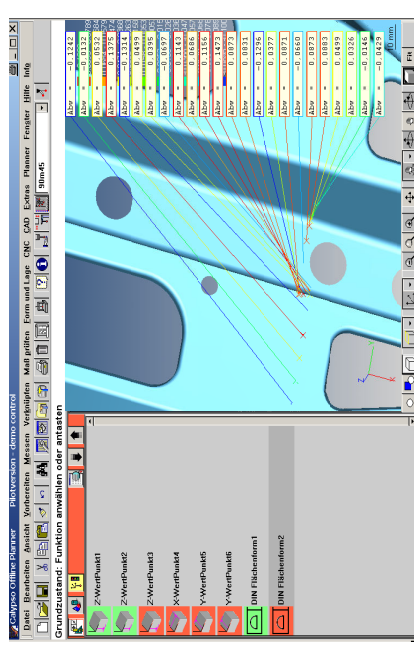 Calypso Offline Planner    Pilotversion - demo control
Datei Bearbeiten Ansicht Vorbereiten Messen Verknüpfen Maß prüfen Form und Lage CNC CAD Extras Planner Fenster Hilfe Info
90m45
Grundzustand: Funktion anwählen oder antasten
Z-WertPunkt1
Z-WertPunkt2
Z-WertPunkt3
X-WertPunkt4
Y-WertPunkt5
Y-WertPunkt6
DIN Flächenform1
DIN Flächenform2
Abw = -0.1242
Abw = -0.0132
Abw = 0.0532
Abw = 0.1375
Abw = -0.1314
Abw = 0.0499
Abw = 0.0395
Abw = -0.0697
Abw = 0.1143
Abw = 0.0686
Abw = 0.1156
Abw = 0.1473
Abw = 0.0873
Abw = 0.0831
Abw = -0.1296
Abw = 0.0377
Abw = 0.0871
Abw = -0.0660
Abw = 0.0873
Abw = 0.0883
Abw = 0.0499
Abw = 0.0326
Abw = -0.0146
Abw = -0.0429
Z
10 mm